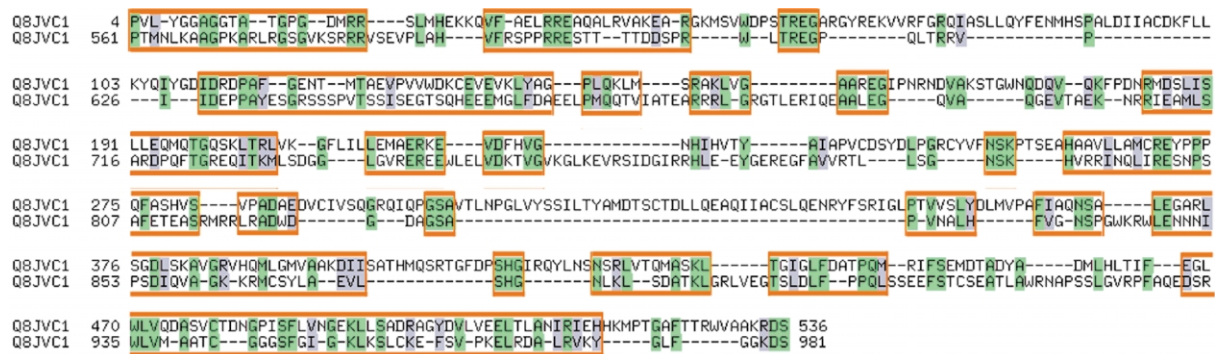 Q8JVC1 4 PVL-YGGAGGTA-TGPG-DMRR---SLMHEKKQVF-AELRREAQALRVAKEA-RGKMSVWDPSTREGARGYREKVVRFGRQIASLLQYFENMHSPALDIIACDKFLL
Q8JVC1 561 PTMNLKAAGPKARLRGSGVKSRRRVSEVPLAH---VFRSPPRRESTT-TTDDSPR-----W-LTREGP-------QLTRRV-------P-----------------
Q8JVC1 103 KYQIYGDIDRDPAF--GENT--MTAEVPVVWDKCEVEVKLYAG---PLQKLM-----SRAKLVG---------AAREGIPNRNDVAKSTGWNQDQV--QKFPDNRMDSLIS
Q8JVC1 626 ---I---IDEPPAYESGRSSSPVTSSISEGTSQHEEEMGLFDAEELPMQQTVIATEARRRL-GRGTLERIQEAALEG-----QVA-----QGEVTAEK--NRRIEAMLS
Q8JVC1 191 LLEQMQTGQSKLTRLVK--GFLILLEMAERKE----VDFHVG--------------NHIHVTY------AIAPVCDSYDLPGRCYVFNSKPTSEAHAAVLLAMCREYPPP
Q8JVC1 716 ARDPQFTGREQITKMLSDGG-----LGVREREEWLELVDKTVGVKGLKEVRSIDGIRRHLE-EYGEREGFAVVRTL----LSG-----NSK-----HVRRINQLIRESNPS
Q8JVC1 275 QFASHVS----VPADAEDVCIVSQGRQIQPGSAVTLNPGLVYSSILTYAMDTSCTDLLQEAQIIACSLQENRYFSRIGLPTVVSLYDLMVPAFIAQNSA-----LEGARL
Q8JVC1 807 AFETEASRMRRLRADWD-------G--DAGSA---------------------------------------------P-VNALH------FVG-NSPGWKRWLENNNI
Q8JVC1 376 SGDLSKAVGRVHQMLGMVAAKDIISATHMQSRTGFDPSHGIRQYLNSNSRLVTQMASKL------TGIGLFDATPQM--RIFSEMDTADYA-----DMLHLTIF---EGL
Q8JVC1 853 PSDIQVA-GK-KRMCSYLA--EVL-------------SHG-------NLKL--SDATKLGRLVEGTSLDLF--PPQLSSEEFSTCSEATLAWRNAPSSLGVRPFAQEDSR
Q8JVC1 470 WLVQDASVCTDNGPISFLVNGEKLLSADRAGYDVLVEELTLANIRIEHHKMPTGAFTTRWVAAKRDS 536
Q8JVC1 935 WLVM-AATC---GGGSFGI-G-KLKSLCKE-FSV-PKELRDA-LRVKY----GLF-----GGKDS 981